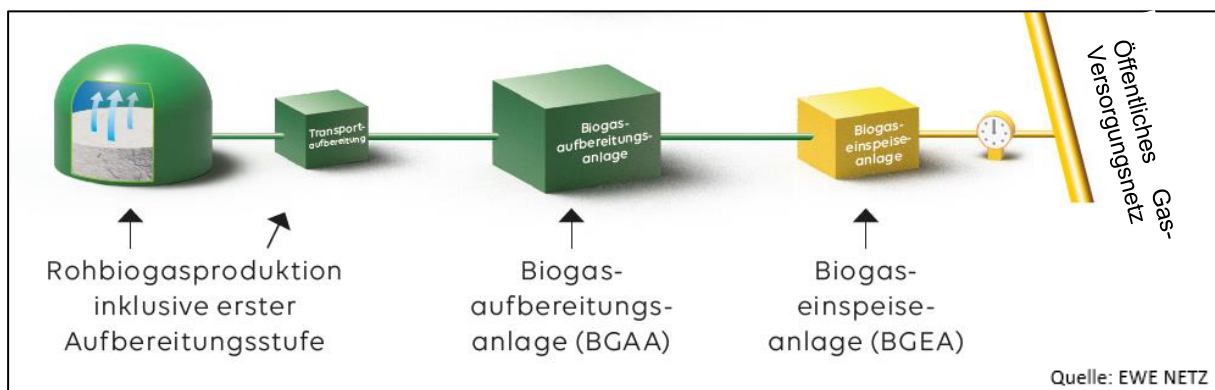 Transport-
aufbereitung
Biogas-
aufbereitungs-
anlage
Biogas-
einspeise-
anlage
Öffentliches Gas-
Versorgungsnetz
Rohbiogasproduktion
inklusive erster
Aufbereitungsstufe
Biogas-
aufbereitungs-
anlage (BGAA)
Biogas-
einspeise-
anlage (BGEA)
Quelle: EWE NETZ